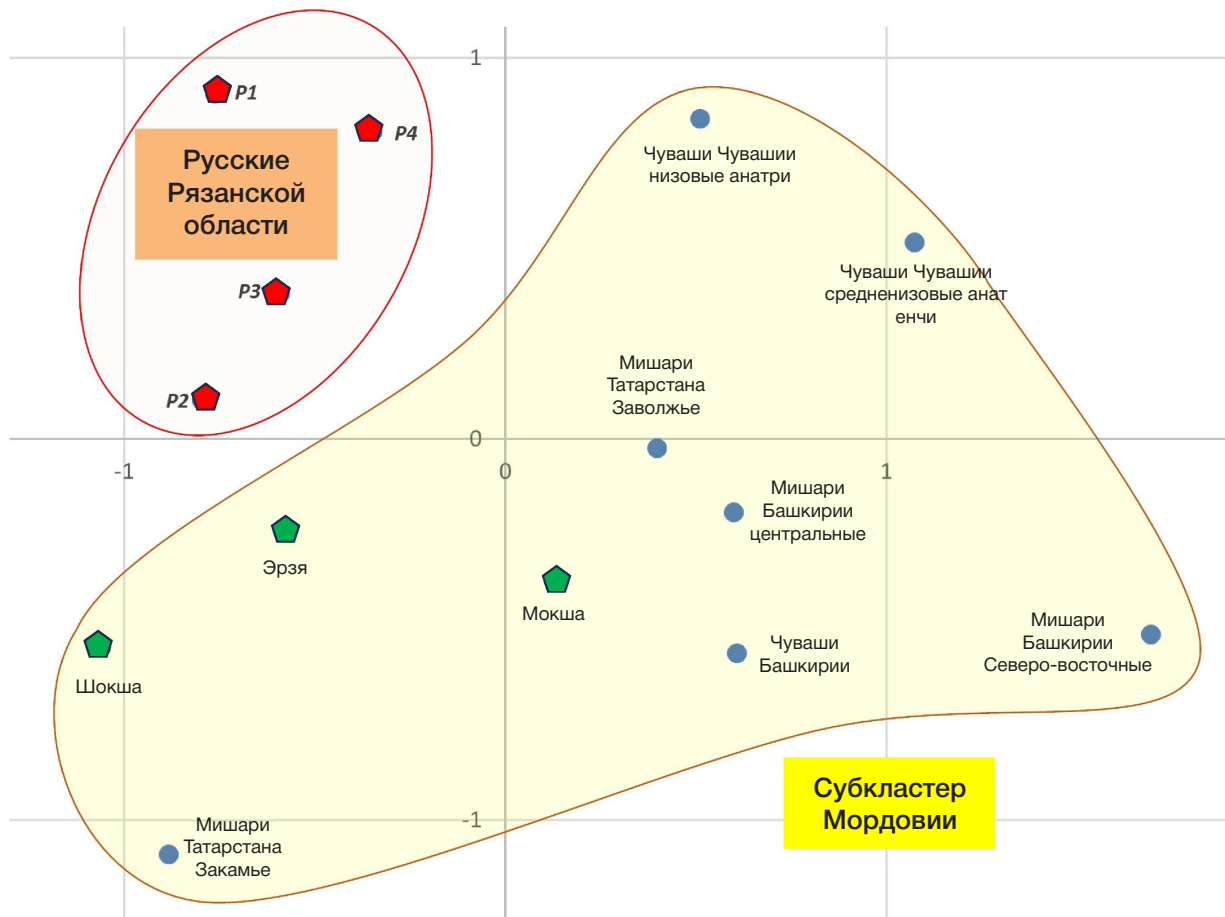 1
P1
P4
Русские
Рязанской
области
Чуваши Чувашии
низовые анатри
Чуваши Чувашии
средненизовые анат
енчи
P3
Мишари
Татарстана
Заволжье
P2
0
-1
0
1
Мишари
Башкирии
центральные
Эрзя
Мокша
Мишари
Башкирии
Северо-восточные
Чуваши
Башкирии
Шокша
Субкластер
Мордовии
-1
Мишари
Татарстана
Закамье